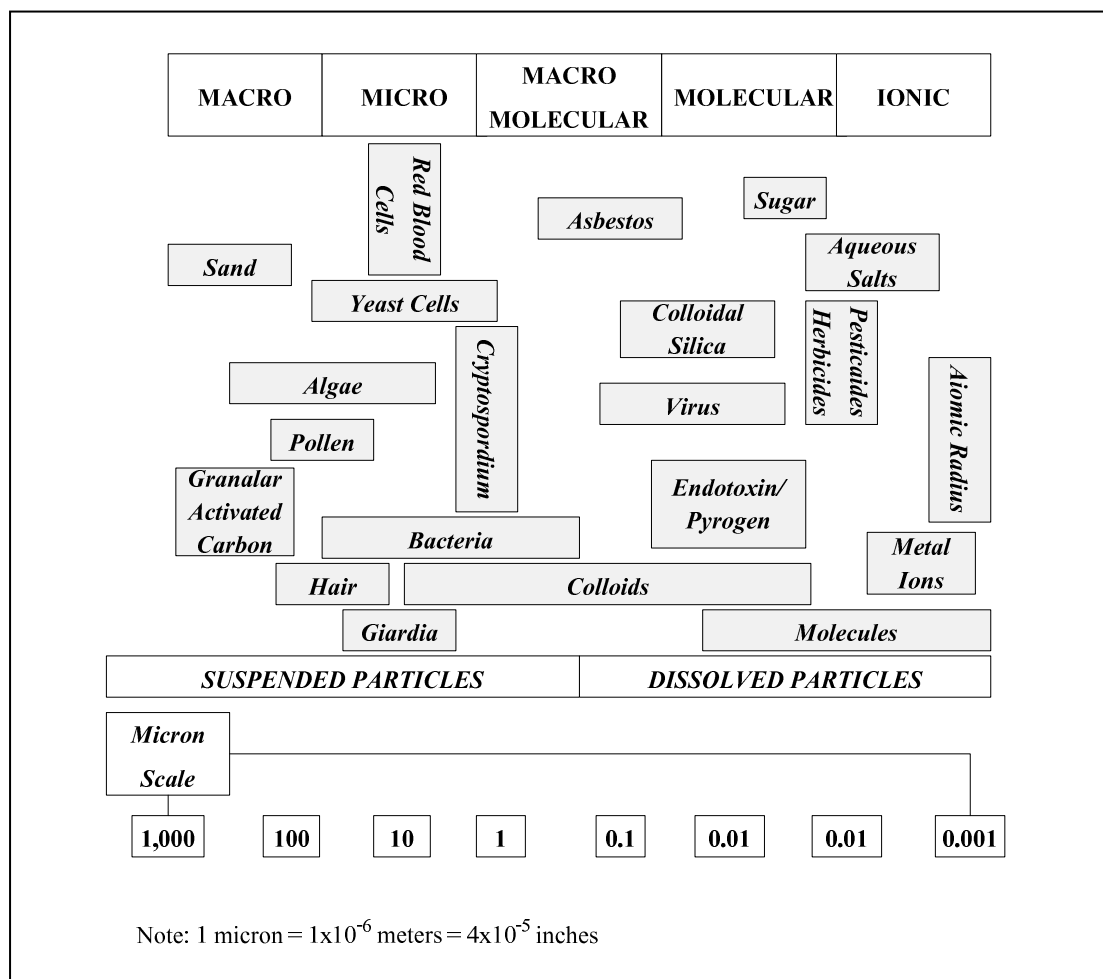 MACRO
MICRO
MACRO
MOLECULAR
MOLECULAR
IONIC
Red Blood
Cells
Asbestos
Sugar
Sand
Aqueous
Salts
Yeast Cells
Colloidal
Silica
Pesticaides
Herbicides
Cryptospordium
Algae
Virus
Aiomic Radius
Pollen
Granalar
Activated
Carbon
Endotoxin/
Pyrogen
Bacteria
Metal
Ions
Hair
Colloids
Giardia
Molecules
SUSPENDED PARTICLES
DISSOLVED PARTICLES
Micron
Scale
1,000
100
10
1
0.1
0.01
0.01
0.001
Note: 1 micron = 1x10⁻⁶ meters = 4x10⁻⁵ inches